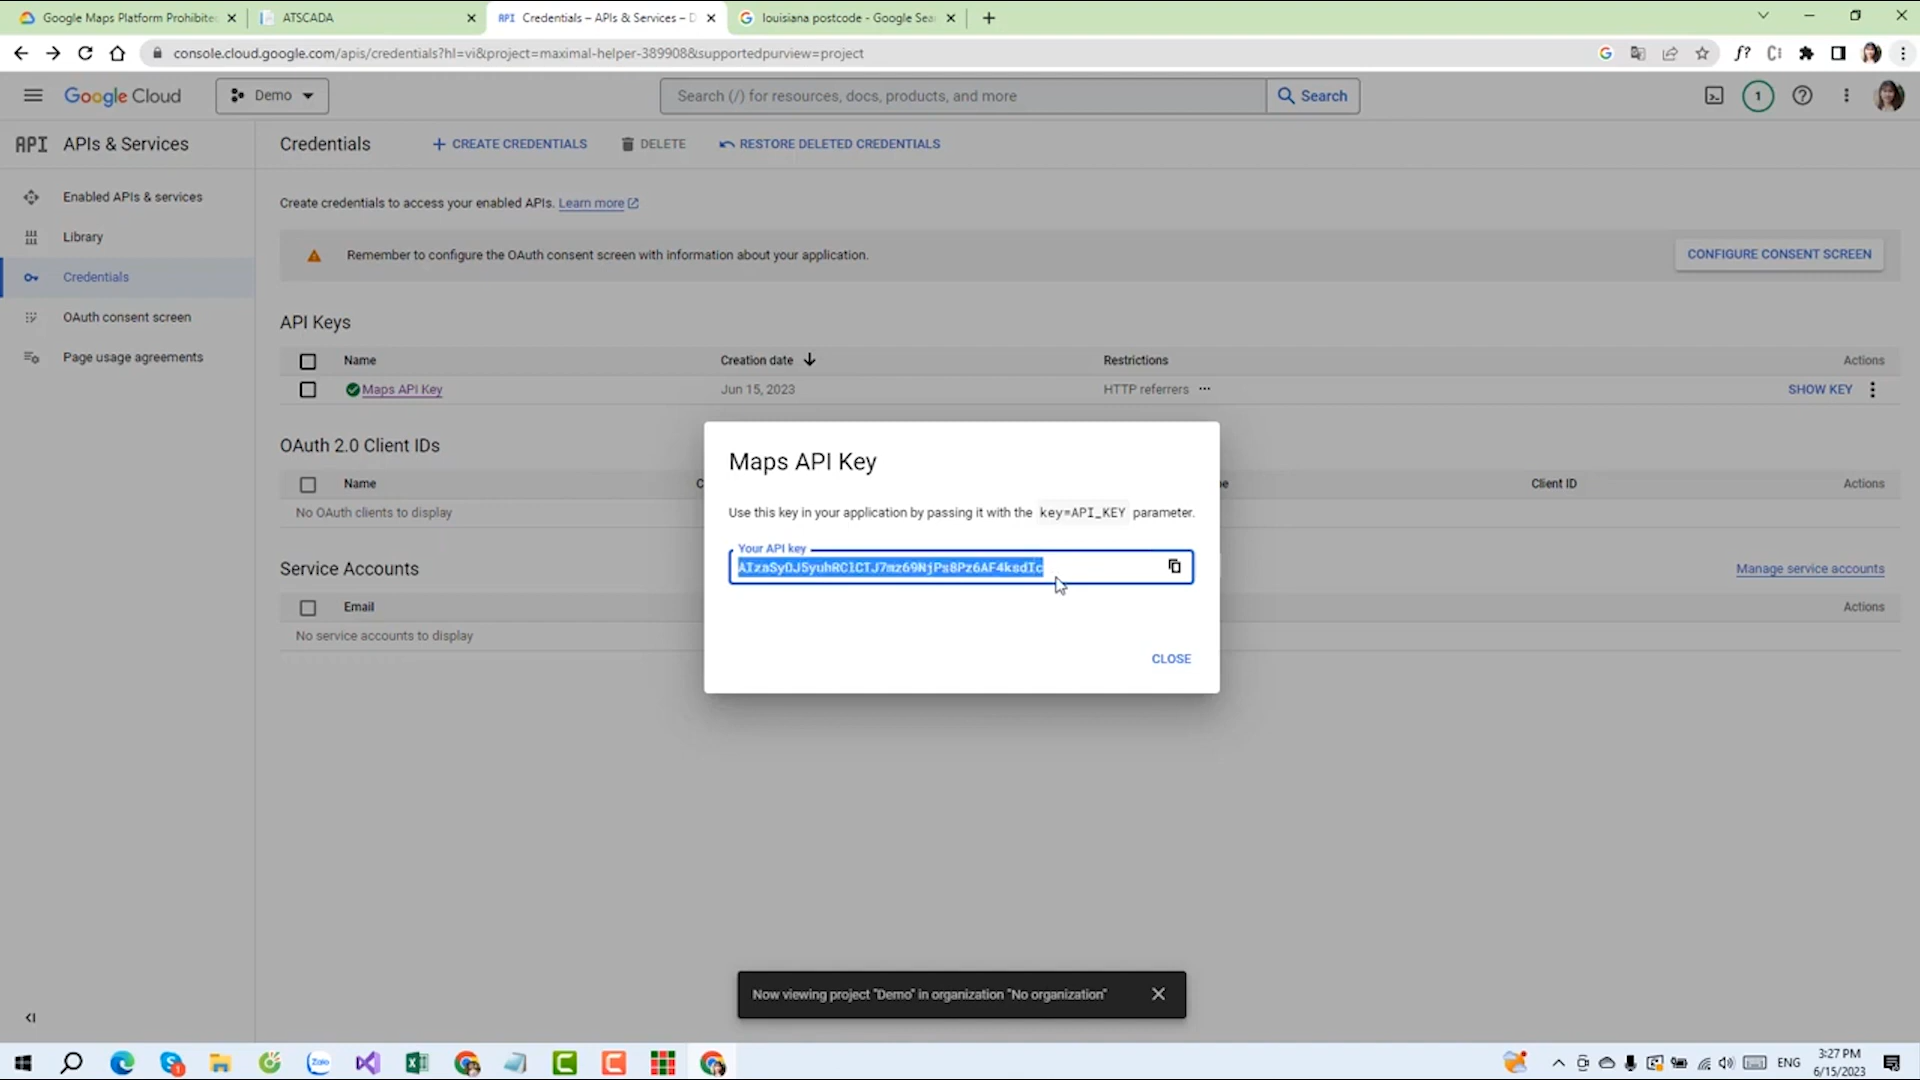 Google Maps Platform Prohibite
ATSCADA
API Credentials – APIs & Services – D
louisiana postcode - Google Sea
console.cloud.google.com/apis/credentials?hl=vi&project=maximal-helper-389908&supportedpurview=project
Google Cloud
Demo
Search (/) for resources, docs, products, and more
Search
1
API APIs & Services
Credentials
CREATE CREDENTIALS
DELETE
RESTORE DELETED CREDENTIALS
Enabled APIs & services
Library
Credentials
OAuth consent screen
Page usage agreements
Create credentials to access your enabled APIs. Learn more
Remember to configure the OAuth consent screen with information about your application.
CONFIGURE CONSENT SCREEN
API Keys
Name
Creation date
Restrictions
Actions
Maps API Key
Jun 15, 2023
HTTP referrers
SHOW KEY
OAuth 2.0 Client IDs
Name
Client ID
Actions
No OAuth clients to display
Service Accounts
Manage service accounts
Email
Actions
No service accounts to display
Maps API Key
Use this key in your application by passing it with the key=API_KEY parameter.
Your API key
CLOSE
Now viewing project "Demo" in organization "No organization"
Zalo
ENG
3:27 PM
6/15/2023